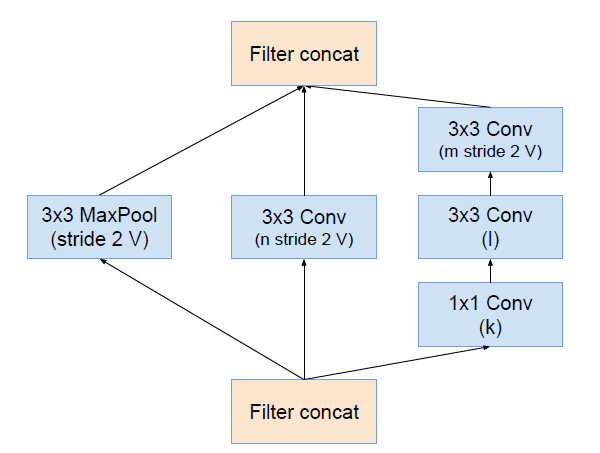 Filter concat
3x3 Conv
(m stride 2 V)
3x3 MaxPool
(stride 2 V)
3x3 Conv
(n stride 2 V)
3x3 Conv
(l)
1x1 Conv
(k)
Filter concat